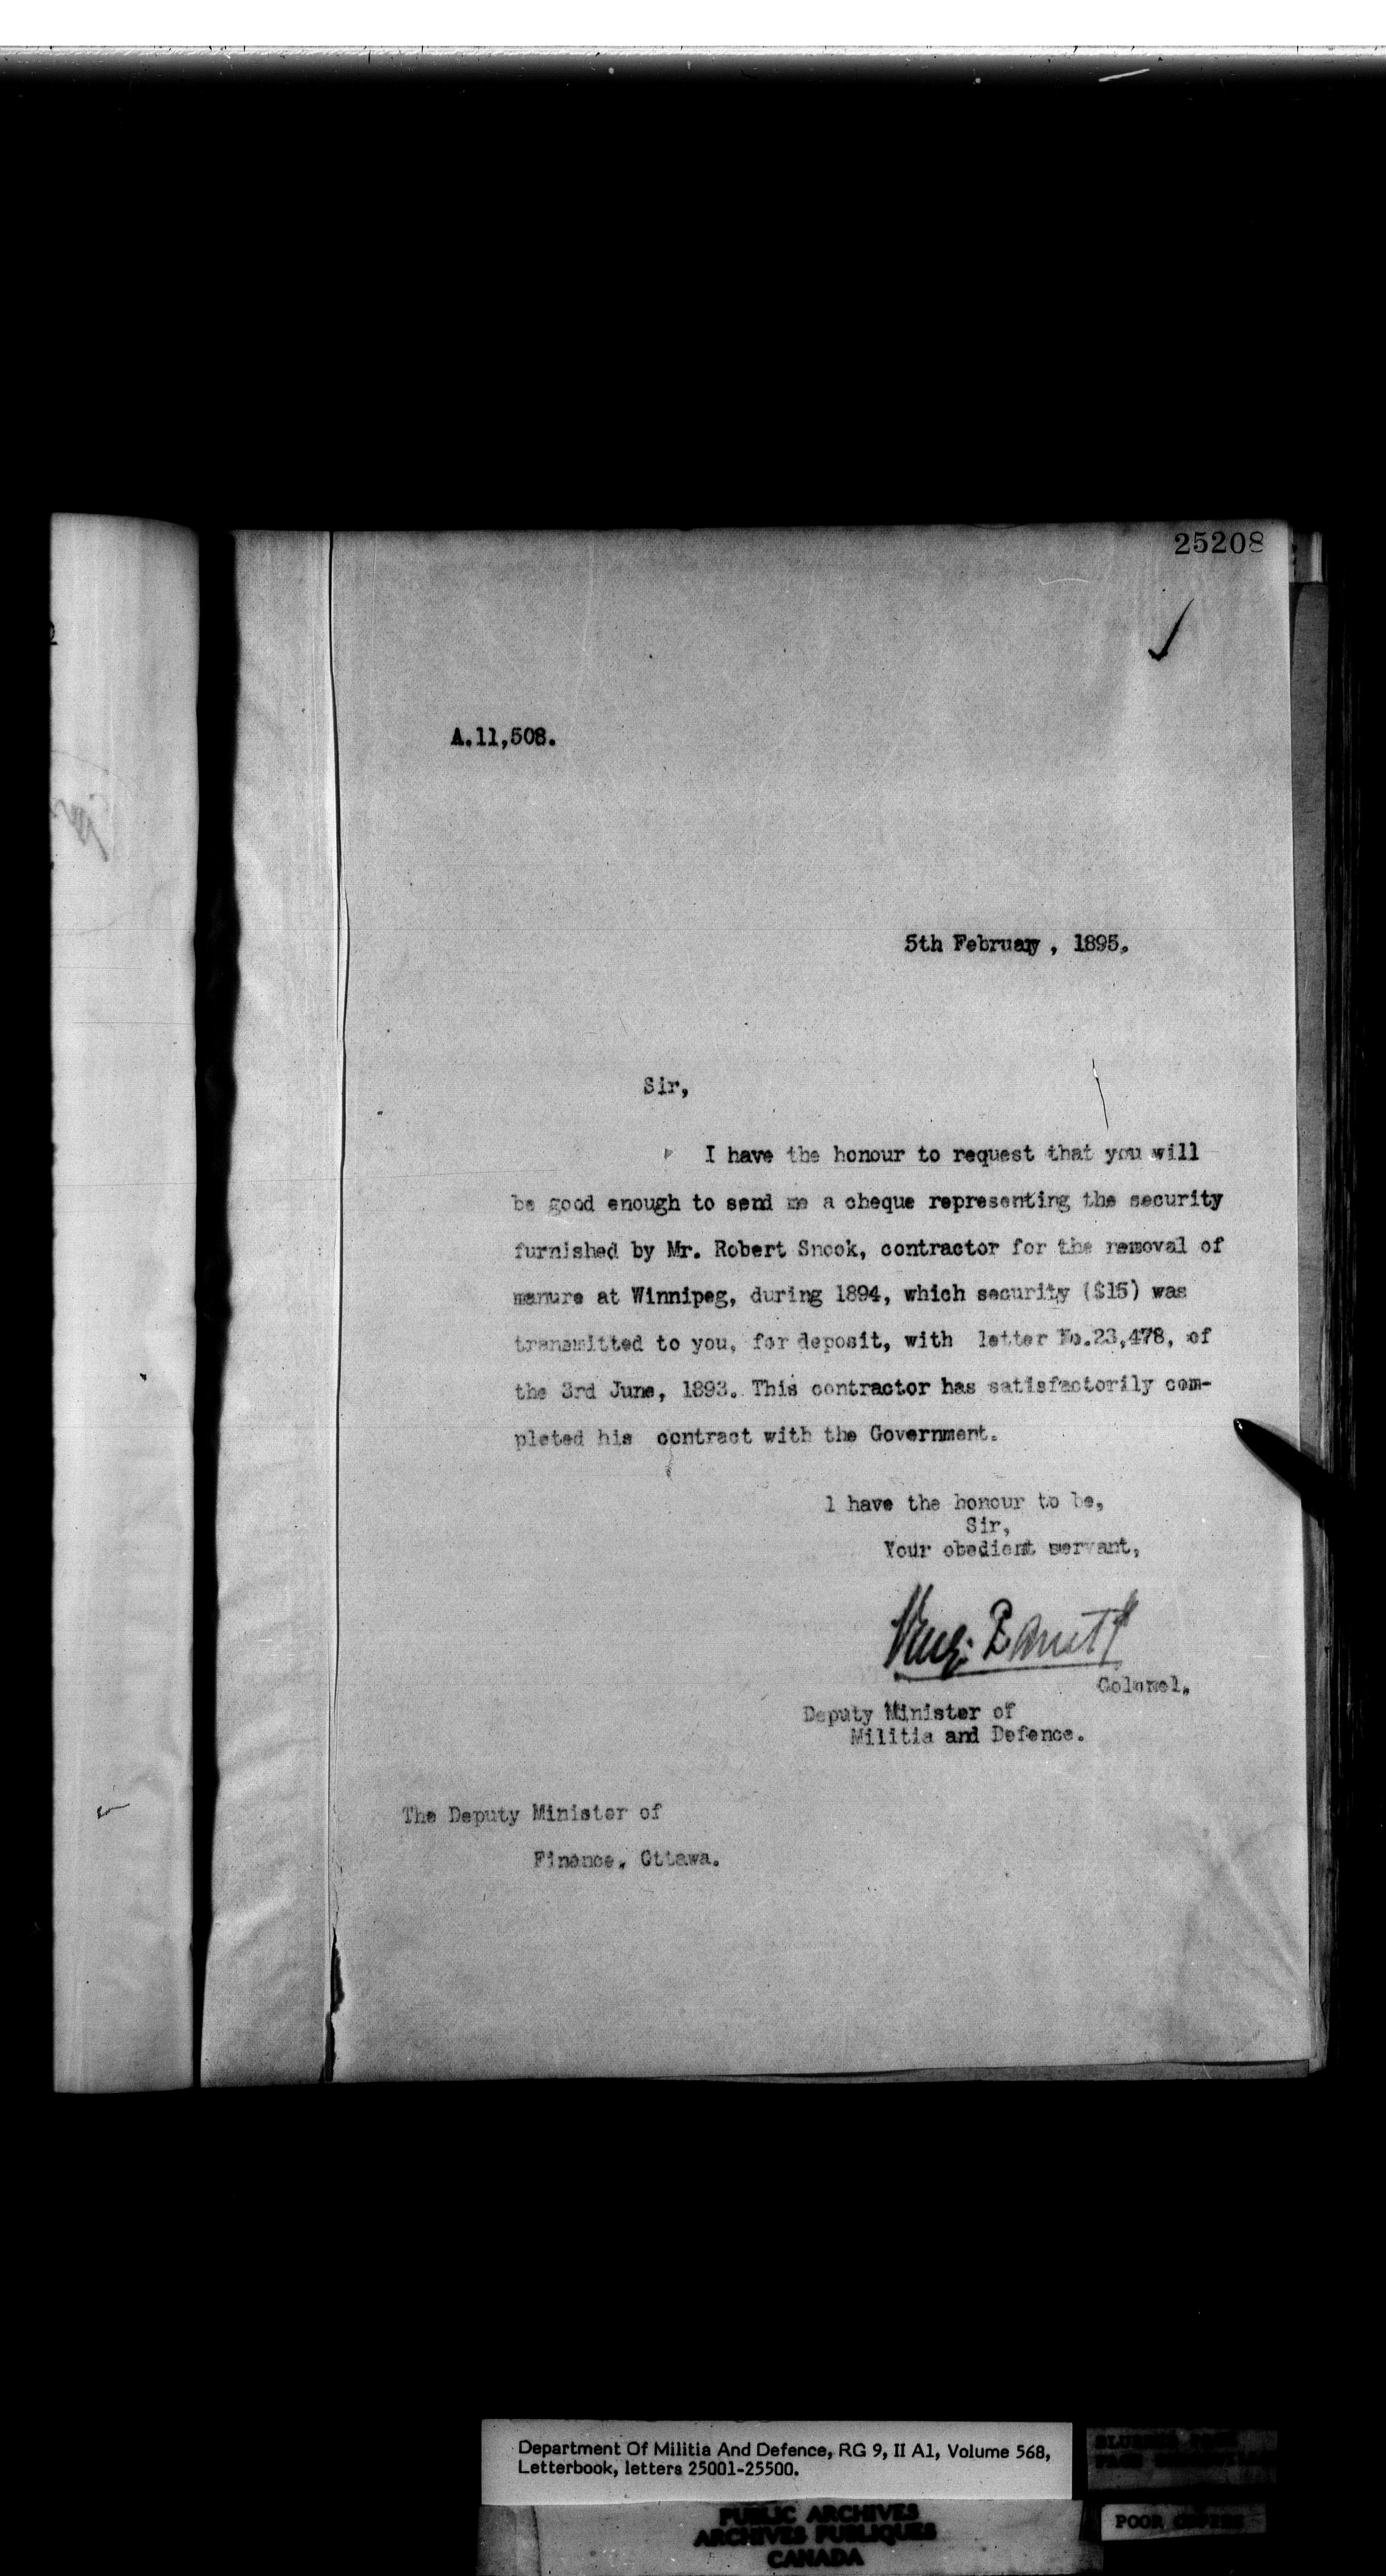 25208
A.11,508.
5th February , 1895.
Sir,
I have the honour to request that you will
be good enough to send me a cheque representing the security
furnished by Mr. Robert Snook, contractor for the removal of
manure at Winnipeg, during 1894, which security ($15) was
transmitted to you, for deposit, with letter No.23,478, of
the 3rd June, 1893. This contractor has satisfactorily com-
pleted his contract with the Government.
I have the honour to be,
Sir,
Your obedient servant,
Colonel,
Deputy Minister of
Militia and Defence.
The Deputy Minister of
Finance, Ottawa.
Department Of Militia And Defence, RG 9, II A1, Volume 568,
Letterbook, letters 25001-25500.
PUBLIC ARCHIVES
ARCHIVES PUBLIQUES
CANADA
POOR